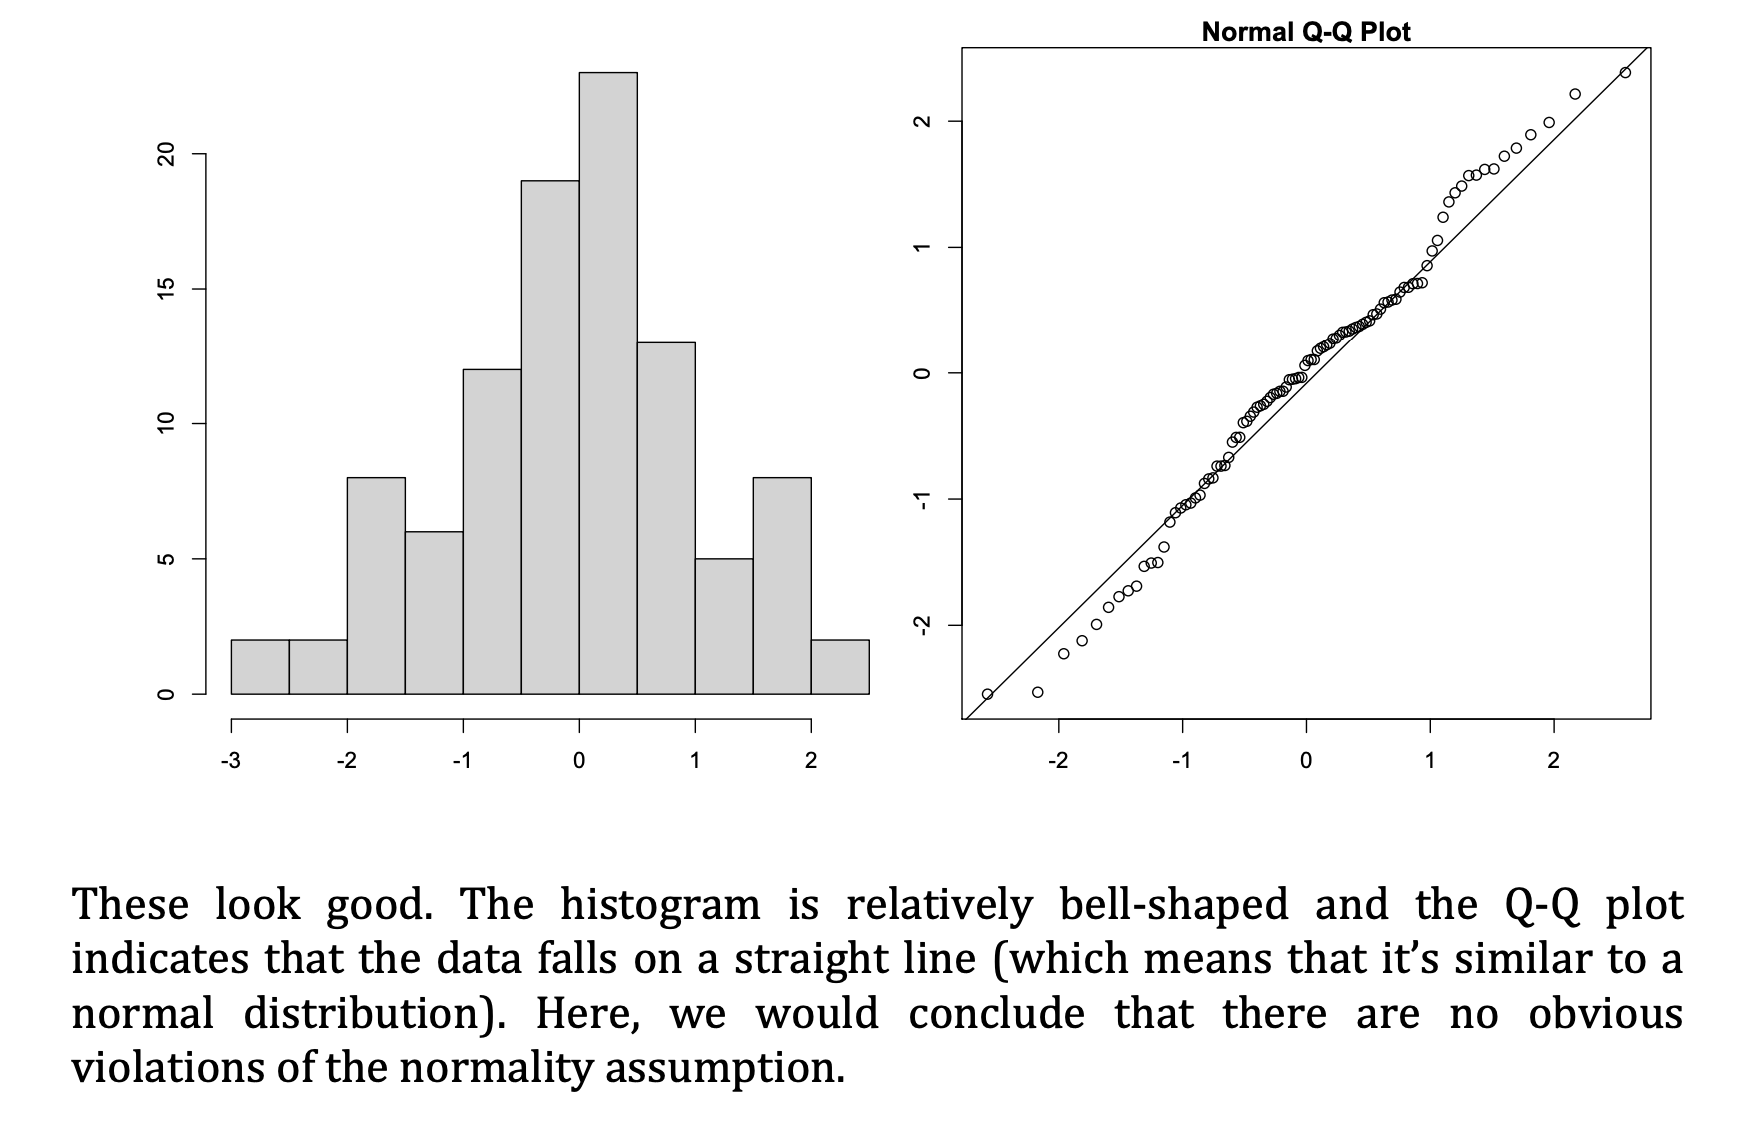 Normal Q-Q Plot
20
15
10
5
0
-3 -2 -1 0 1 2
2
1
0
-1
-2
-2 -1 0 1 2
These look good. The histogram is relatively bell-shaped and the Q-Q plot
indicates that the data falls on a straight line (which means that it’s similar to a
normal distribution). Here, we would conclude that there are no obvious
violations of the normality assumption.